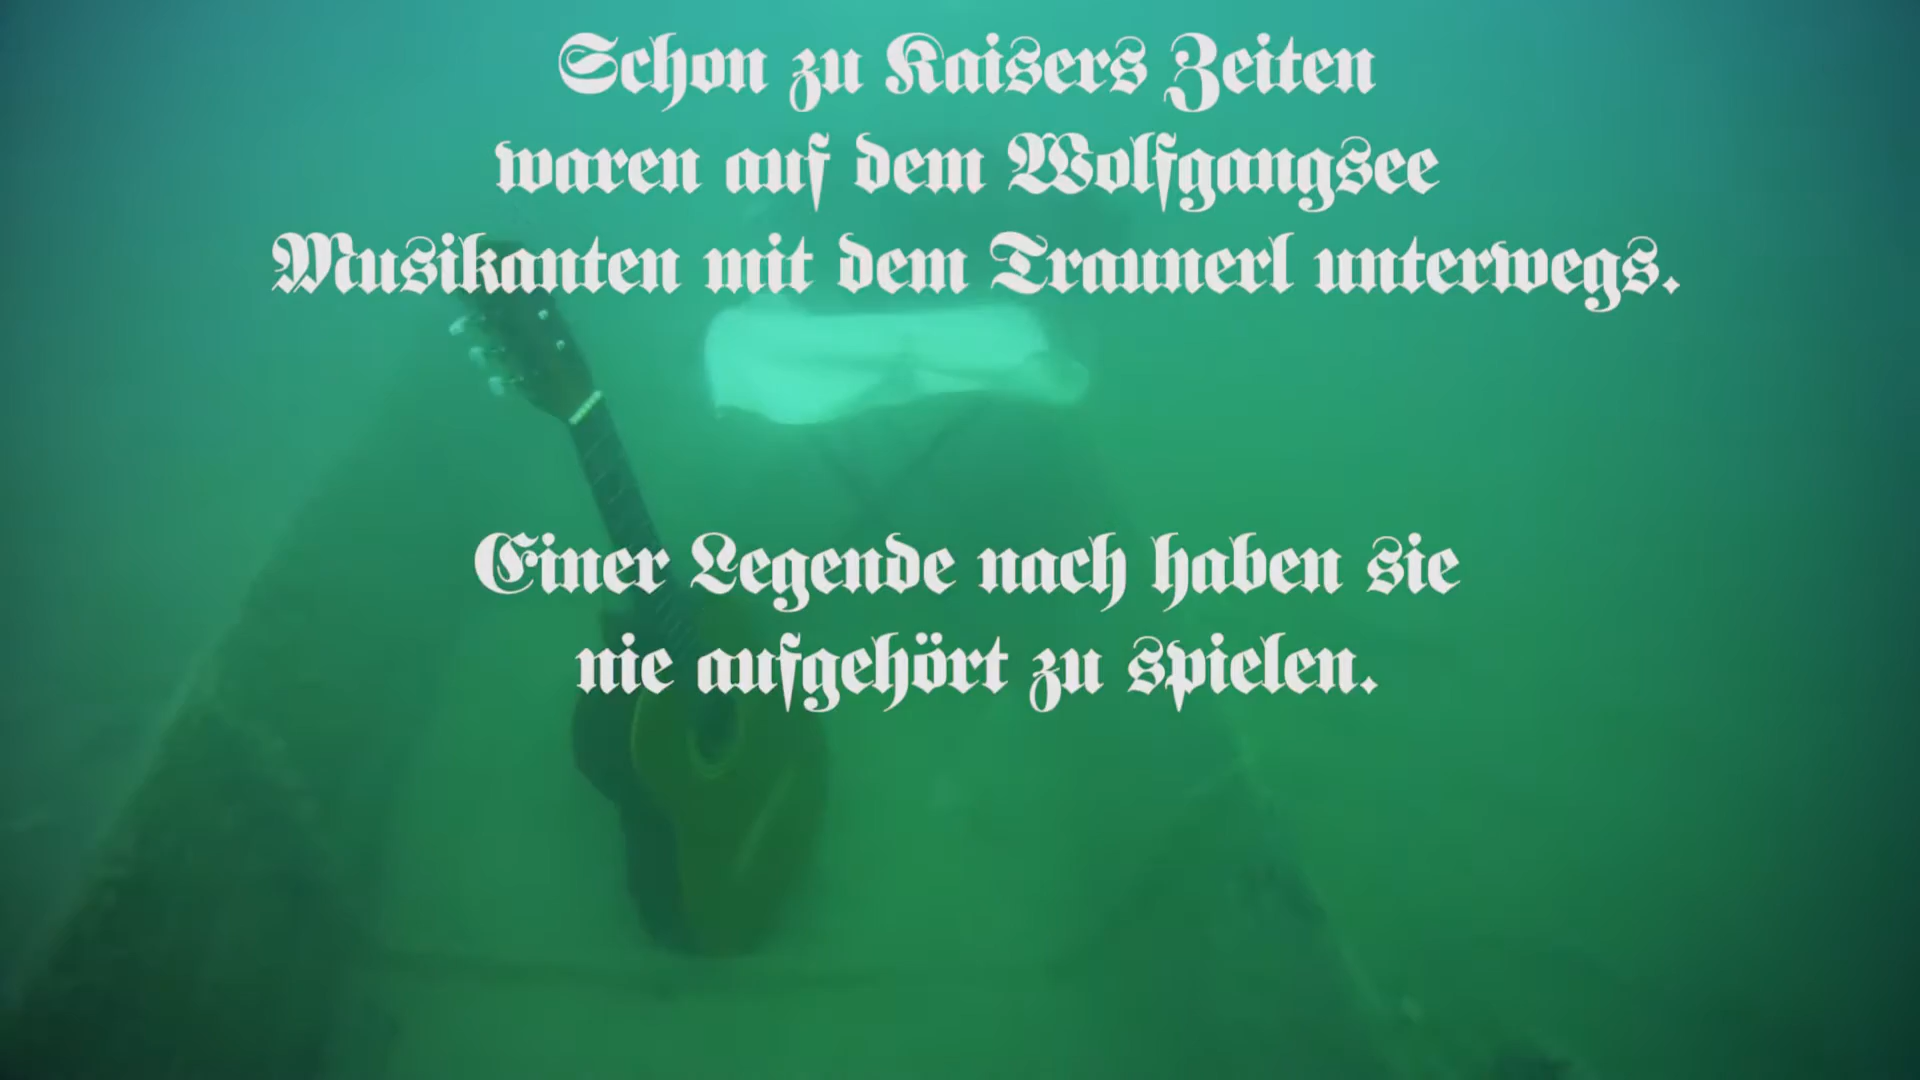 Schon zu Kaisers Zeiten
waren auf dem Wolfgangsee
Musikanten mit dem Traunerl unterwegs.
Einer Legende nach haben sie
nie aufgehört zu spielen.